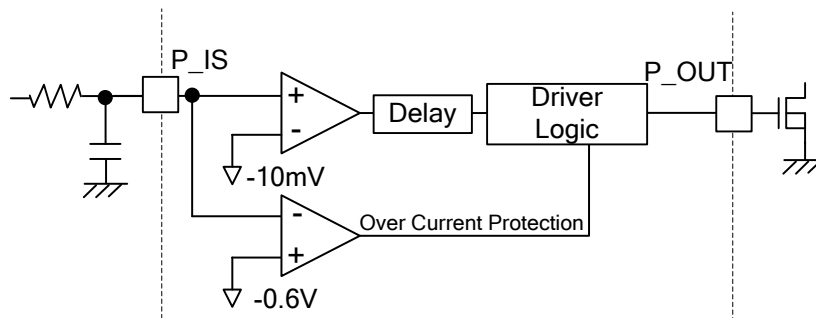 P_IS
P_OUT
+
-
Delay
Driver
Logic
-10mV
-
+
Over Current Protection
-0.6V